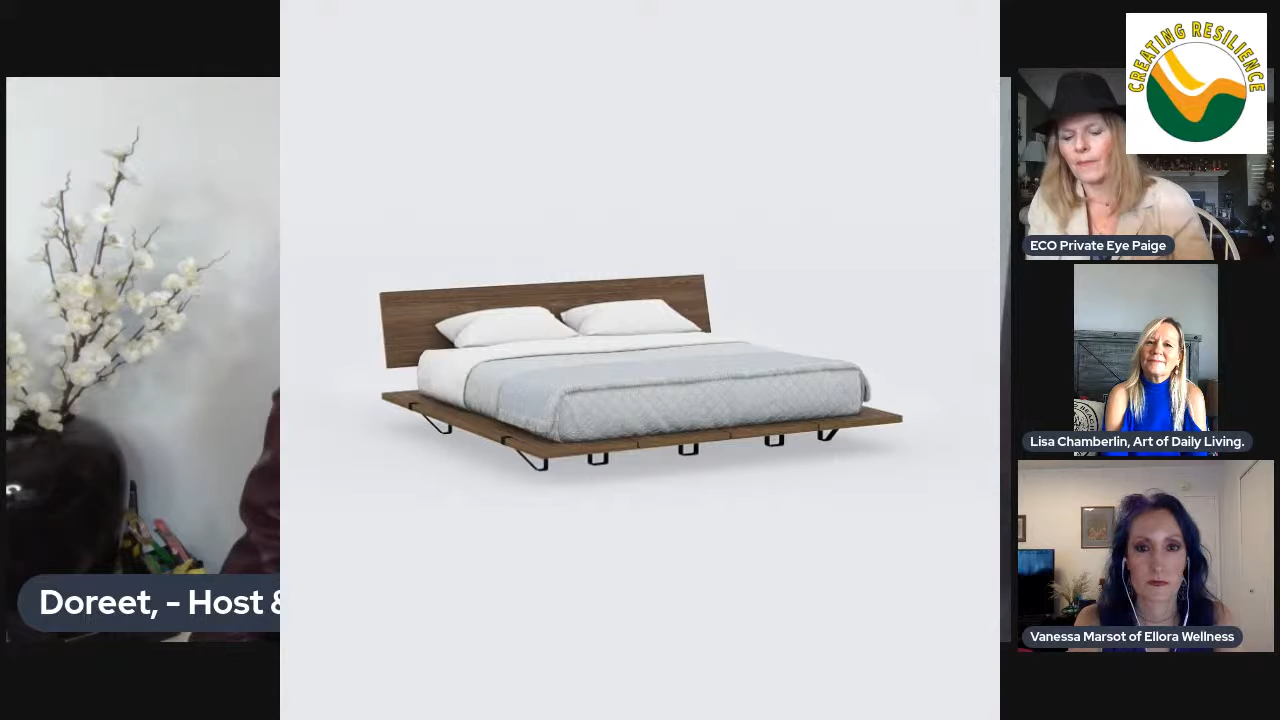 CREATING RESILIENCE
ECO Private Eye Paige
Lisa Chamberlin, Art of Daily Living.
Doreet, - Host &
Vanessa Marsot of Ellora Wellness